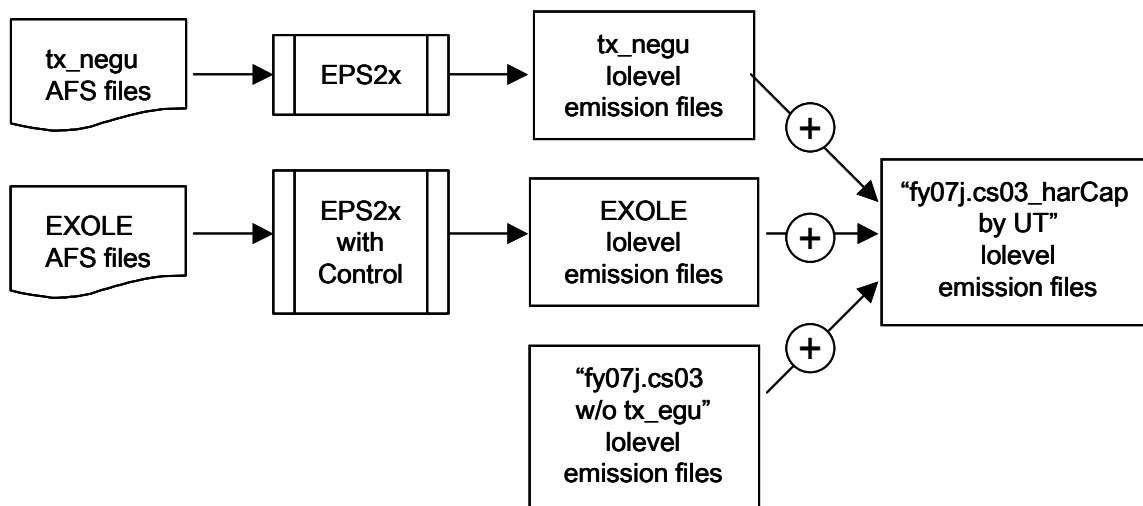 tx_negu
AFS files
EPS2x
tx_negu
lolevel
emission files
+
EXOLE
AFS files
EPS2x
with
Control
EXOLE
lolevel
emission files
+
“fy07j.cs03_harCap
by UT”
lolevel
emission files
“fy07j.cs03
w/o tx_egu”
lolevel
emission files
+